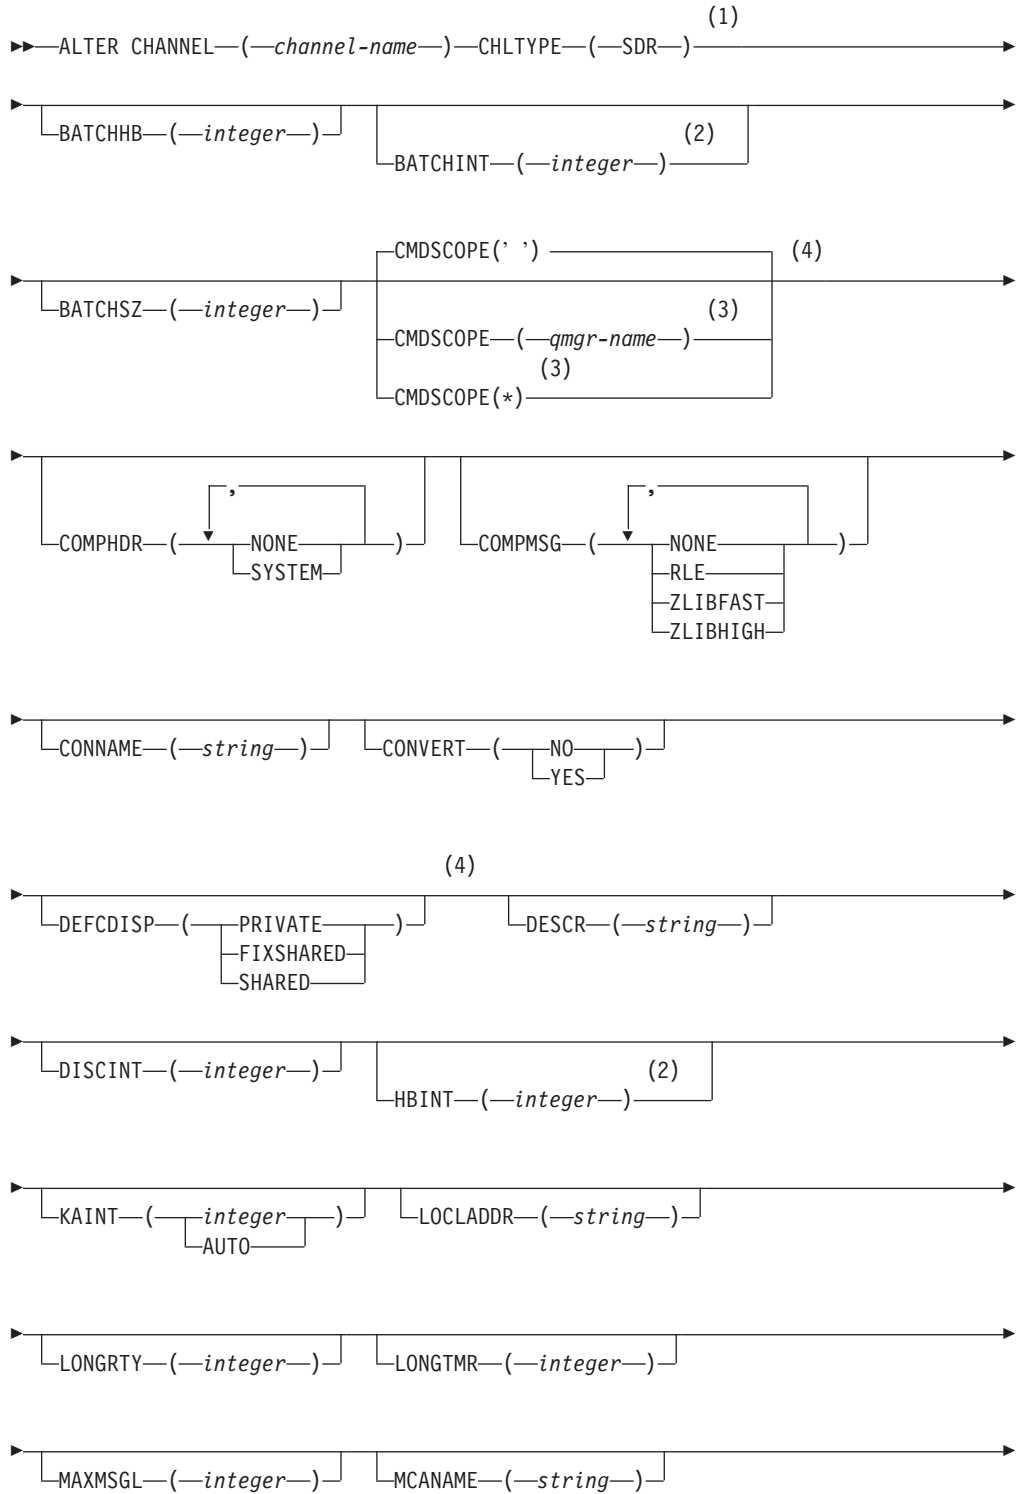 (1)
ALTER CHANNEL ( channel-name ) CHLTYPE ( SDR )
BATCHHB ( integer )
(2)
BATCHINT ( integer )
CMDSCOPE(' ') (4)
BATCHSZ ( integer )
(3)
CMDSCOPE ( qmgr-name )
(3)
CMDSCOPE(*)
, ,
COMPHDR ( NONE ) COMPMSG ( NONE )
SYSTEM RLE
ZLIBFAST
ZLIBHIGH
CONNAME ( string ) CONVERT ( NO )
YES
(4)
DEFCDISP ( PRIVATE ) DESCR ( string )
FIXSHARED
SHARED
DISCINT ( integer ) (2)
HBINT ( integer )
KAINT ( integer ) LOCLADDR ( string )
AUTO
LONGRTY ( integer ) LONGTMR ( integer )
MAXMSGL ( integer ) MCANAME ( string )